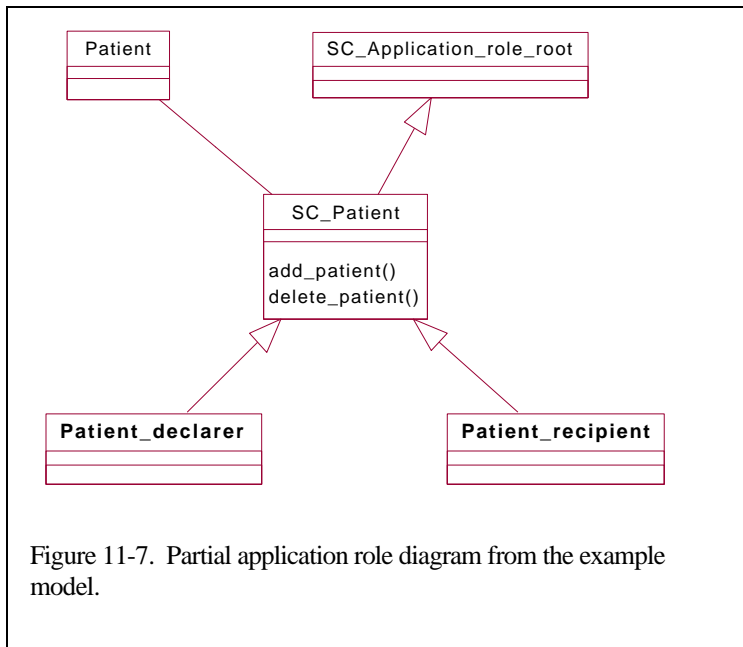 Patient
SC_Application_role_root
SC_Patient
add_patient()
delete_patient()
Patient_declarer
Patient_recipient
Figure 11-7. Partial application role diagram from the example
model.